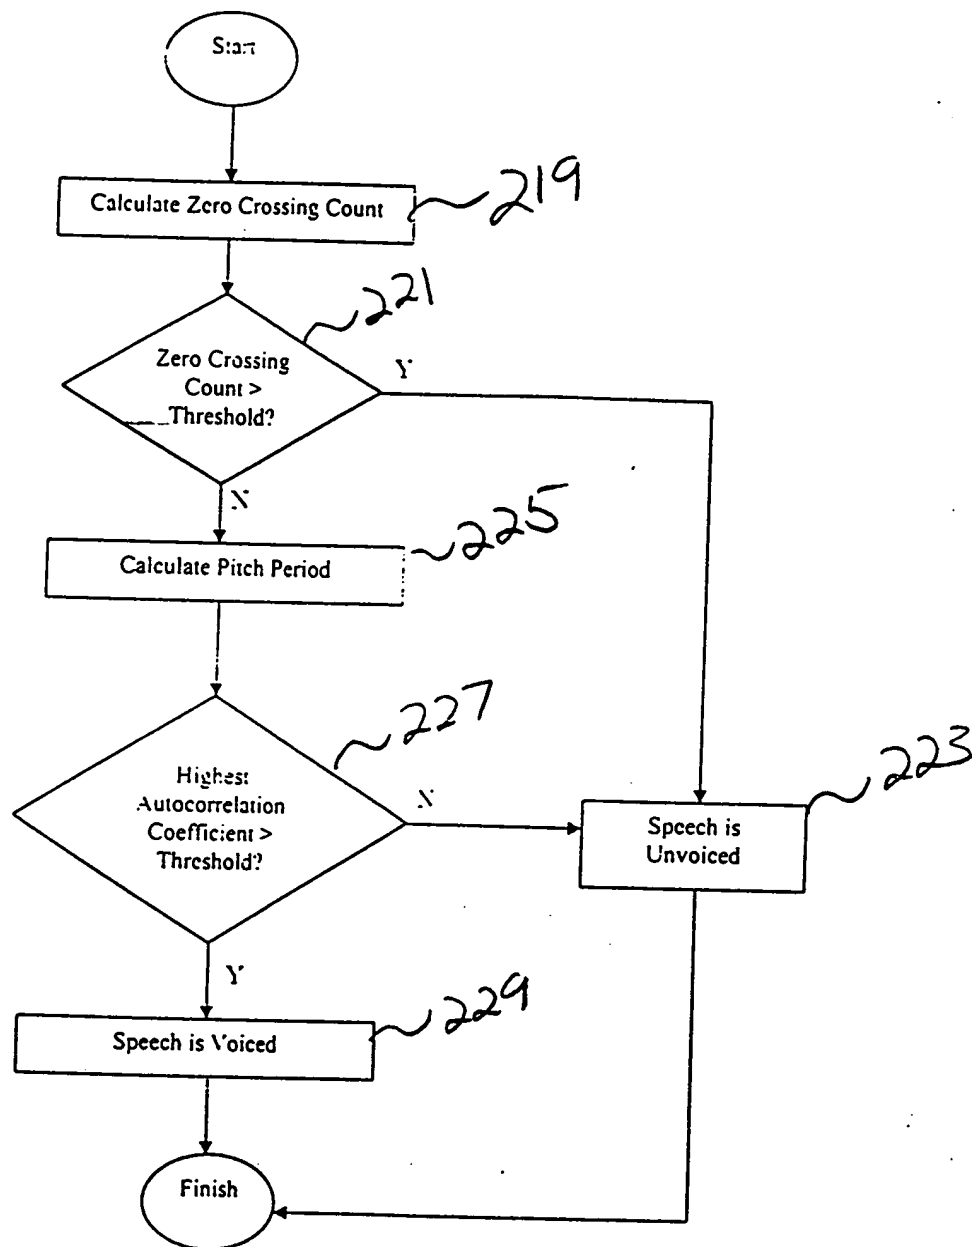 Start
Calculate Zero Crossing Count
219
221
Zero Crossing
Count >
Threshold?
Y
N
225
Calculate Pitch Period
227
Highest
Autocorrelation
Coefficient >
Threshold?
N
223
Speech is
Unvoiced
Y
229
Speech is Voiced
Finish